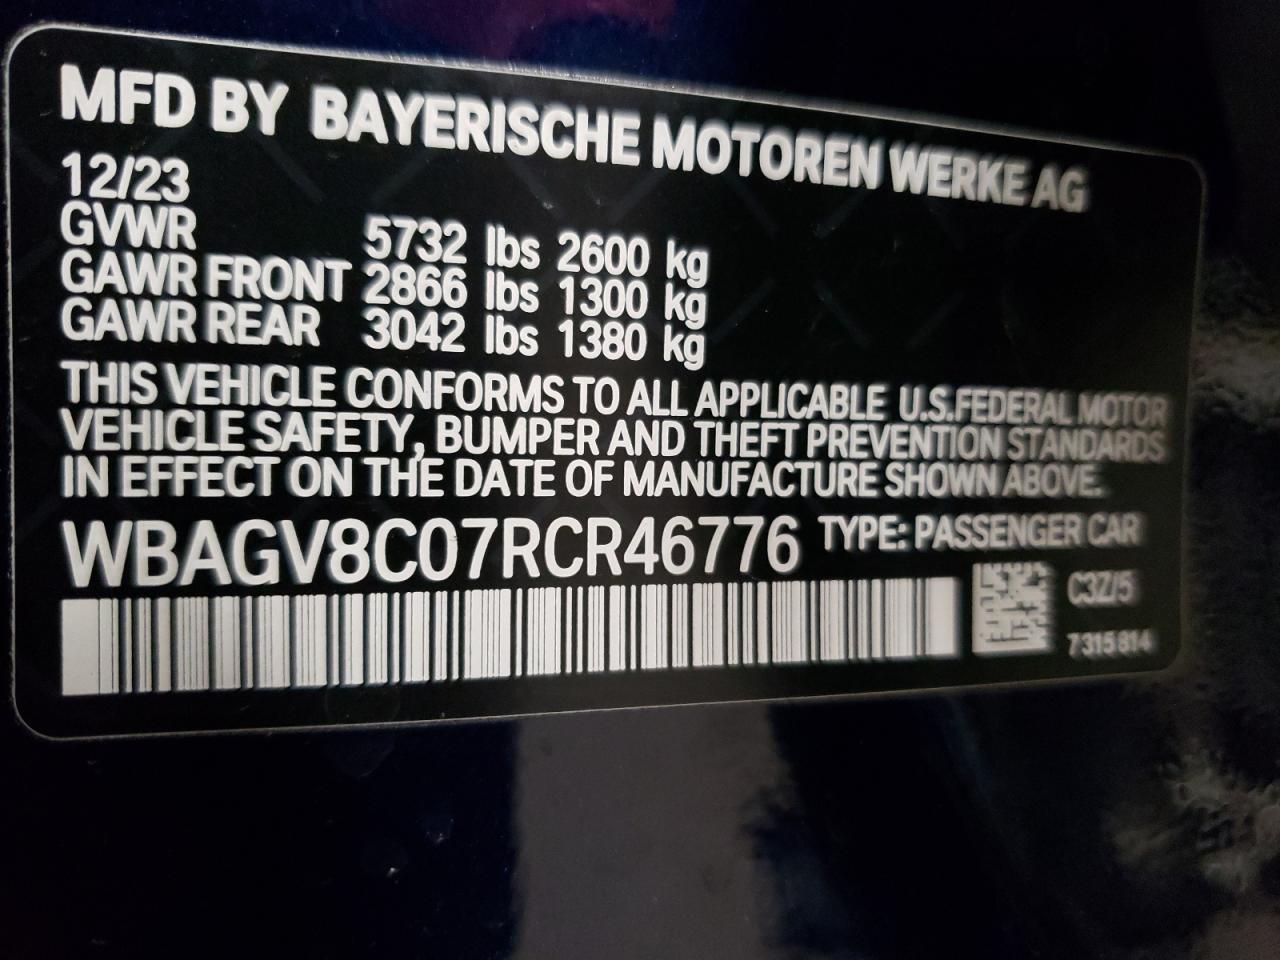 MFD BY BAYERISCHE MOTOREN WERKE AG
12/23
GVWR 5732 lbs 2600 kg
GAWR FRONT 2866 lbs 1300 kg
GAWR REAR 3042 lbs 1380 kg
THIS VEHICLE CONFORMS TO ALL APPLICABLE U.S.FEDERAL MOTOR
VEHICLE SAFETY, BUMPER AND THEFT PREVENTION STANDARDS
IN EFFECT ON THE DATE OF MANUFACTURE SHOWN ABOVE.
WBAGV8C07RCR46776 TYPE: PASSENGER CAR
C3Z/5
7 315 814